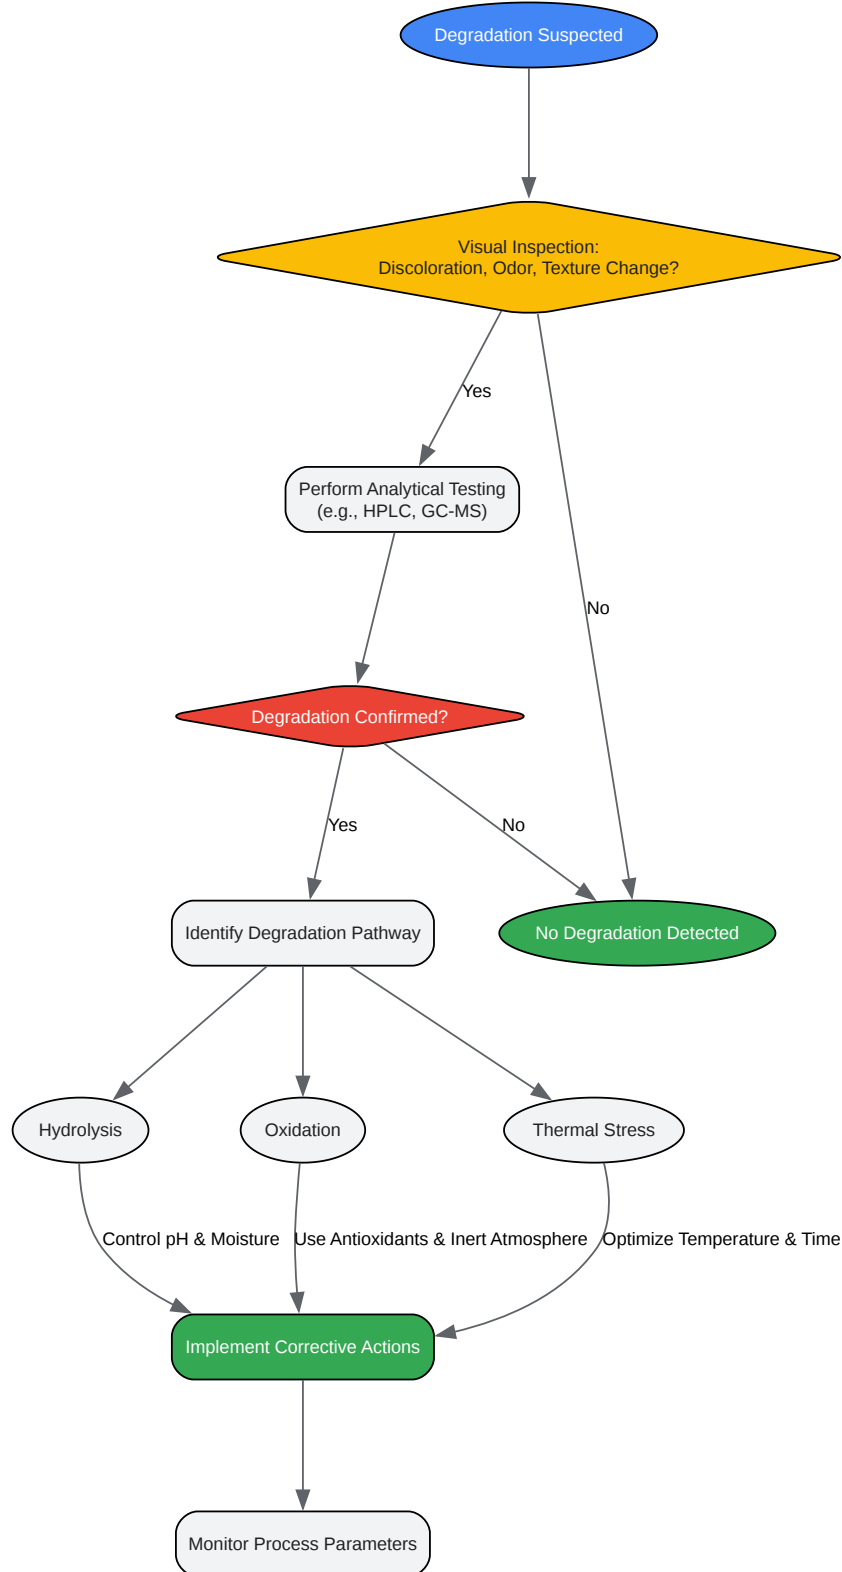 Degradation Suspected
Visual Inspection:
Discoloration, Odor, Texture Change?
Yes
Perform Analytical Testing
(e.g., HPLC, GC-MS)
No
Degradation Confirmed?
Yes
No
Identify Degradation Pathway
No Degradation Detected
Hydrolysis
Oxidation
Thermal Stress
Control pH & Moisture
Use Antioxidants & Inert Atmosphere
Optimize Temperature & Time
Implement Corrective Actions
Monitor Process Parameters